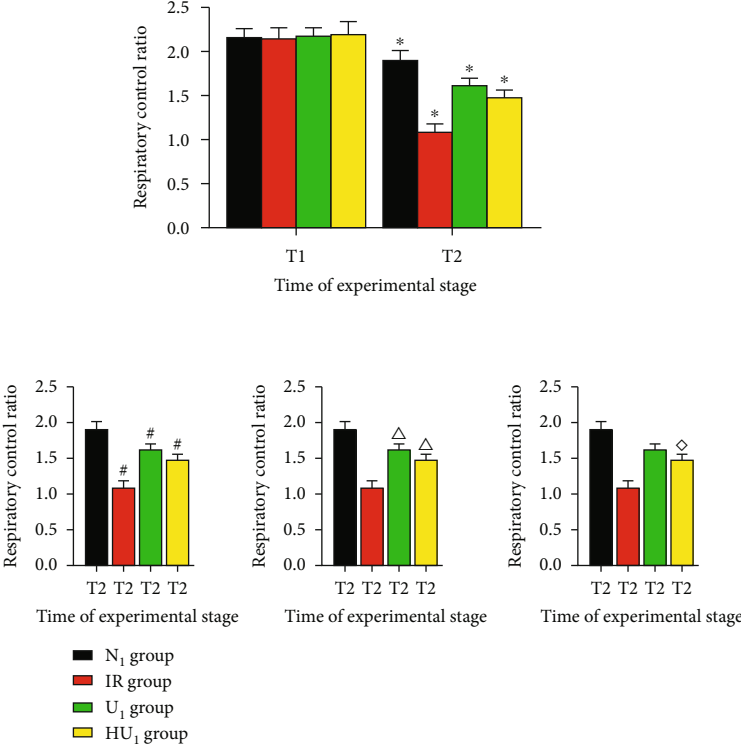 Respiratory control ratio
2.5
2.0
1.5
1.0
0.5
0.0
* * * *
T1 T2
Time of experimental stage
Respiratory control ratio
2.5
2.0
1.5
1.0
0.5
0.0
# # #
T2 T2 T2 T2
Time of experimental stage
Respiratory control ratio
2.5
2.0
1.5
1.0
0.5
0.0
△ △
T2 T2 T2 T2
Time of experimental stage
Respiratory control ratio
2.5
2.0
1.5
1.0
0.5
0.0
◇
T2 T2 T2 T2
Time of experimental stage
N₁ group
IR group
U₁ group
HU₁ group